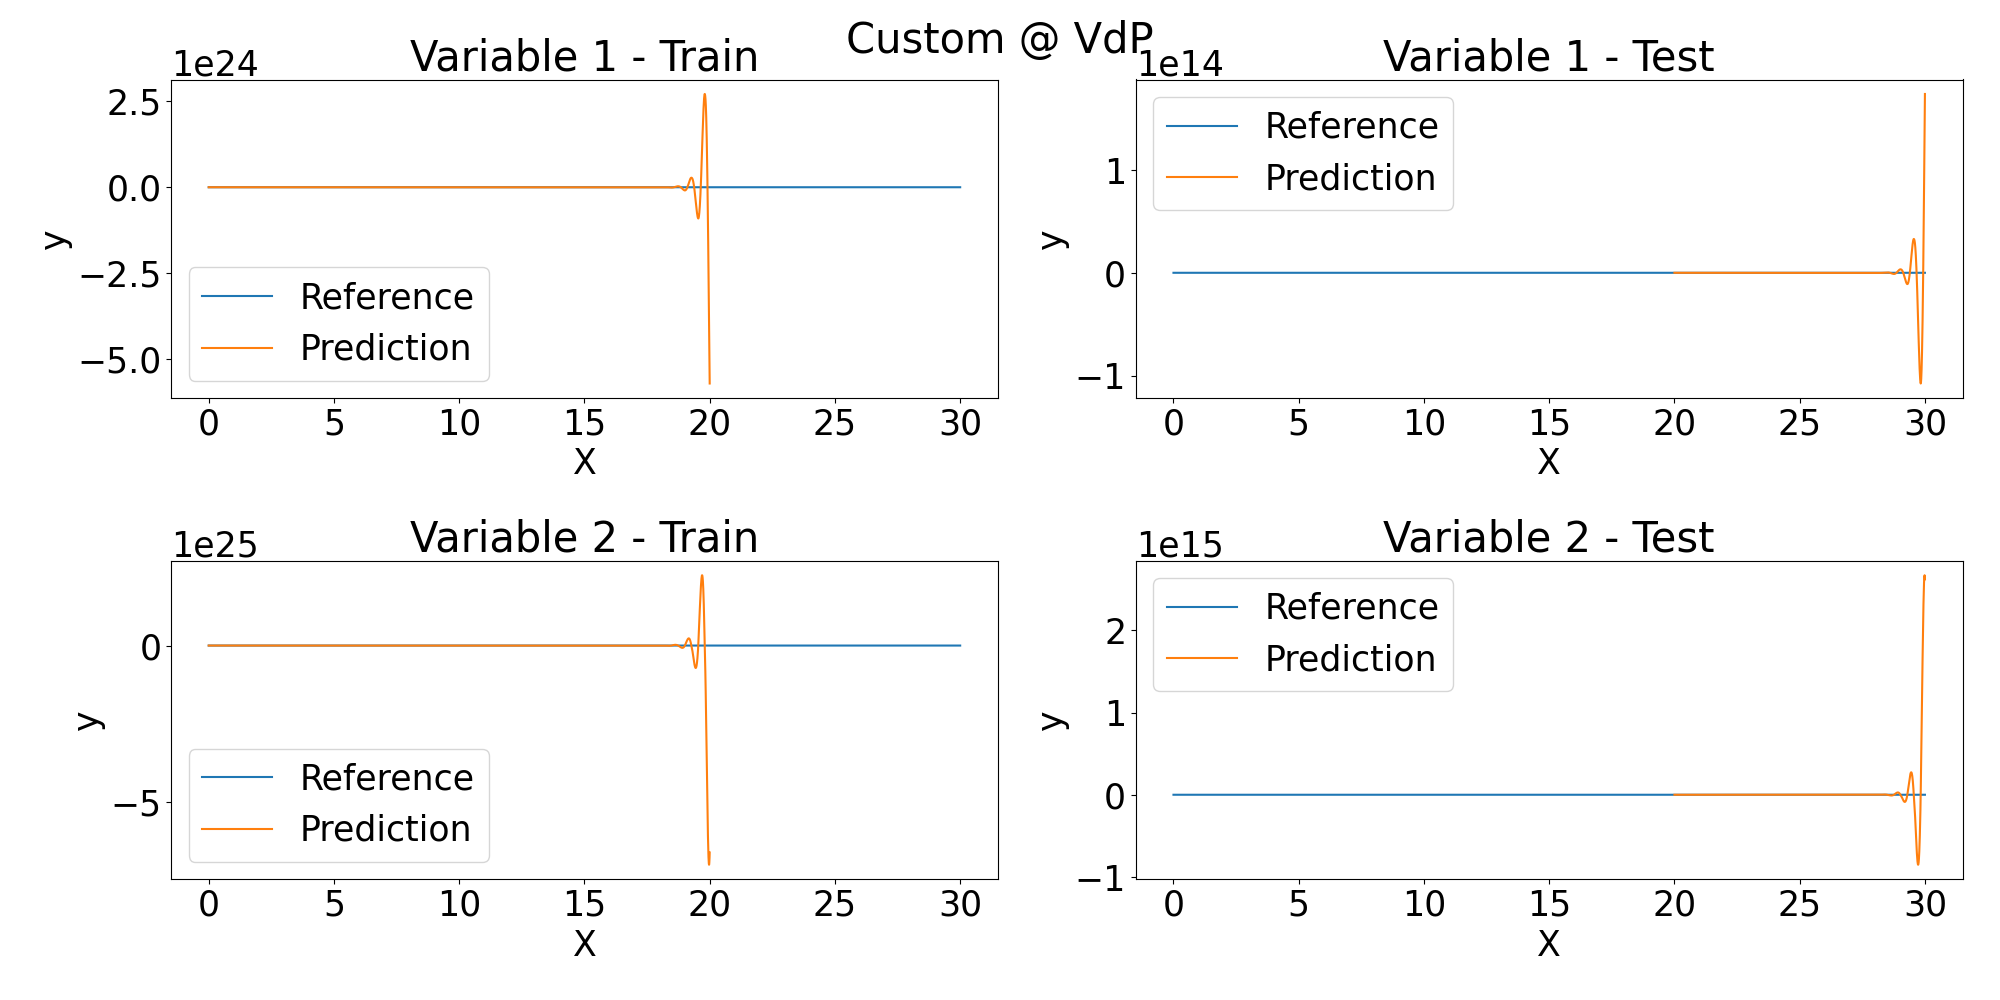 Custom @ VdP
Variable 1 - Train
1e24
2.5
0.0
−2.5
−5.0
y
Reference
Prediction
0 5 10 15 20 25 30
X
Variable 1 - Test
1e14
1
0
−1
y
Reference
Prediction
0 5 10 15 20 25 30
X
Variable 2 - Train
1e25
0
−5
y
Reference
Prediction
0 5 10 15 20 25 30
X
Variable 2 - Test
1e15
2
1
0
−1
y
Reference
Prediction
0 5 10 15 20 25 30
X